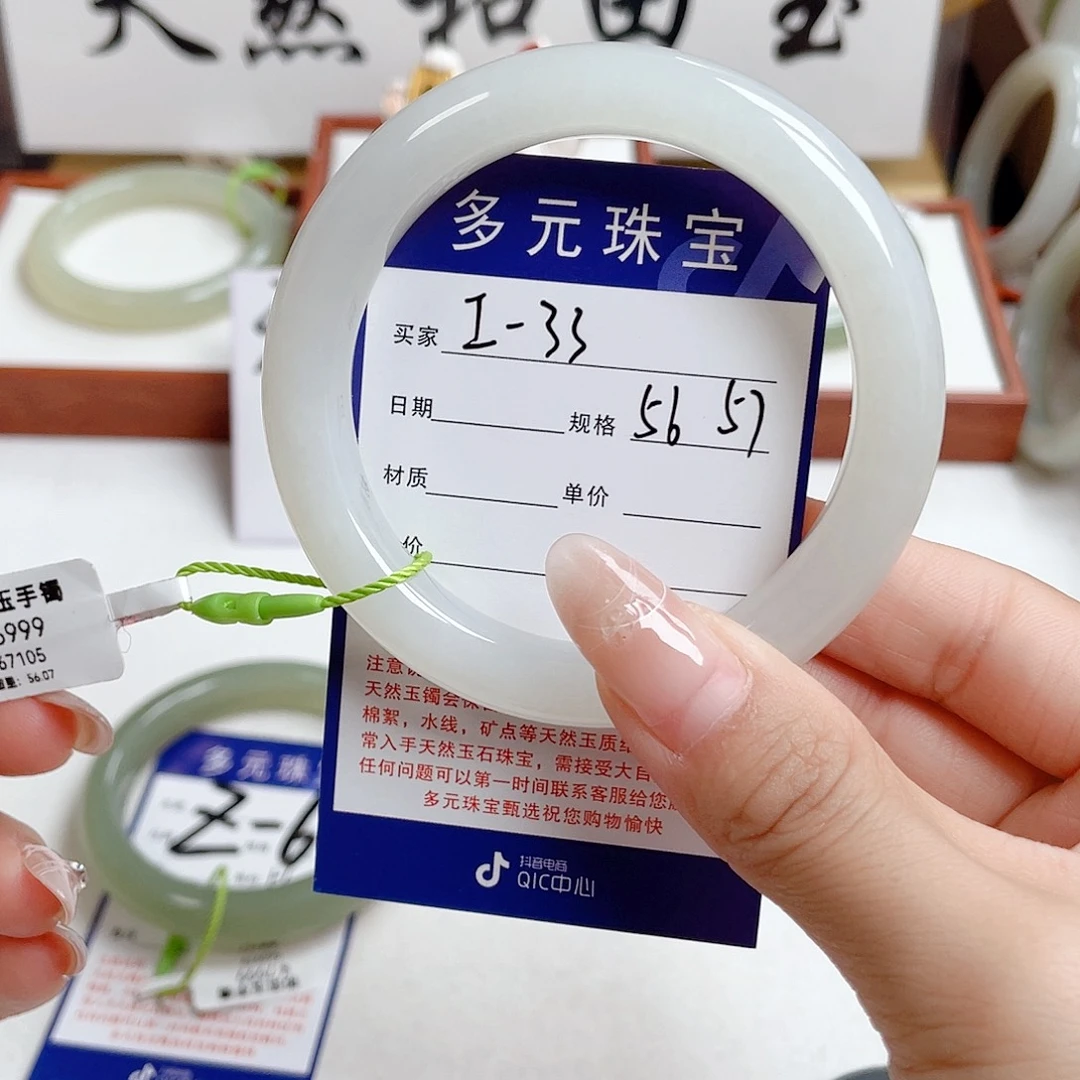 天然和田玉
多元珠宝
买家 I-33
日期 规格 56 57
材质 单价
价
玉手镯
5999
67105
56.07
注意
天然玉镯会
棉絮，水线，矿点等天然玉质
常入手天然玉石珠宝，需接受大自
任何问题可以第一时间联系客服给您
多元珠宝甄选祝您购物愉快
抖音电商
QIC中心
多元珠
Z-6